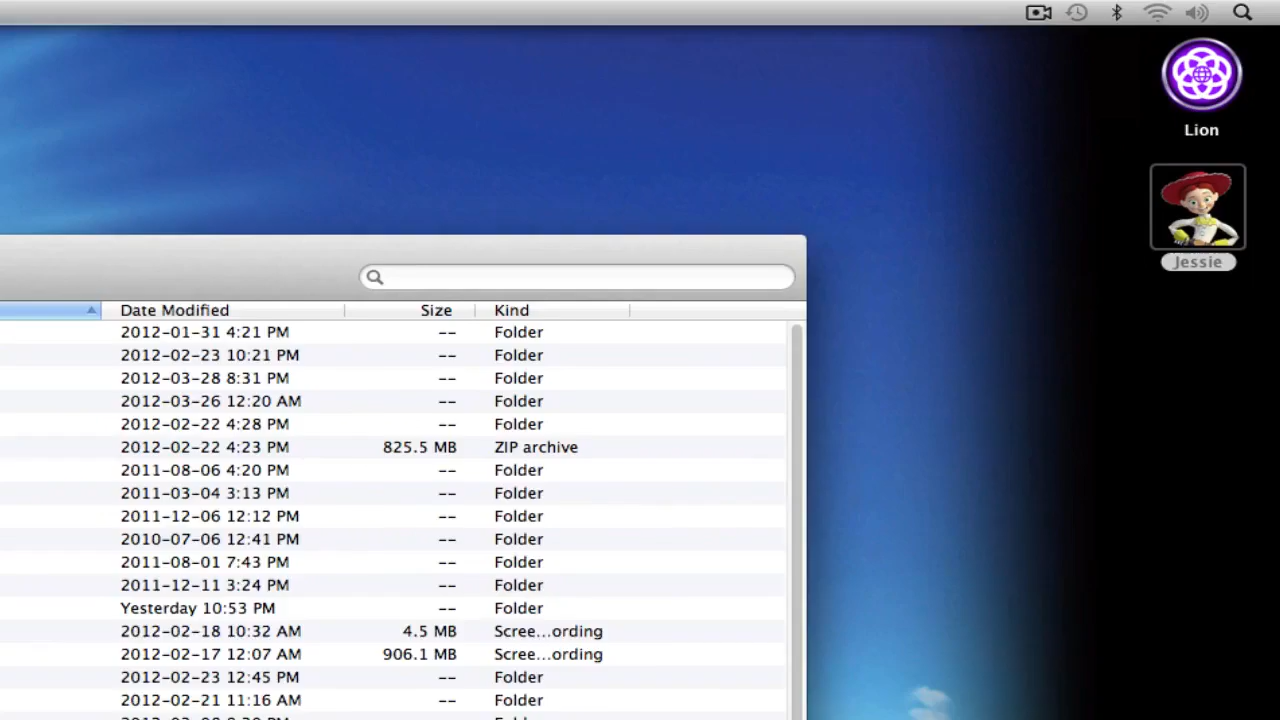 Lion
Jessie
Date Modified Size Kind
2012-01-31 4:21 PM -- Folder
2012-02-23 10:21 PM -- Folder
2012-03-28 8:31 PM -- Folder
2012-03-26 12:20 AM -- Folder
2012-02-22 4:28 PM -- Folder
2012-02-22 4:23 PM 825.5 MB ZIP archive
2011-08-06 4:20 PM -- Folder
2011-03-04 3:13 PM -- Folder
2011-12-06 12:12 PM -- Folder
2010-07-06 12:41 PM -- Folder
2011-08-01 7:43 PM -- Folder
2011-12-11 3:24 PM -- Folder
Yesterday 10:53 PM -- Folder
2012-02-18 10:32 AM 4.5 MB Scree...ording
2012-02-17 12:07 AM 906.1 MB Scree...ording
2012-02-23 12:45 PM -- Folder
2012-02-21 11:16 AM -- Folder